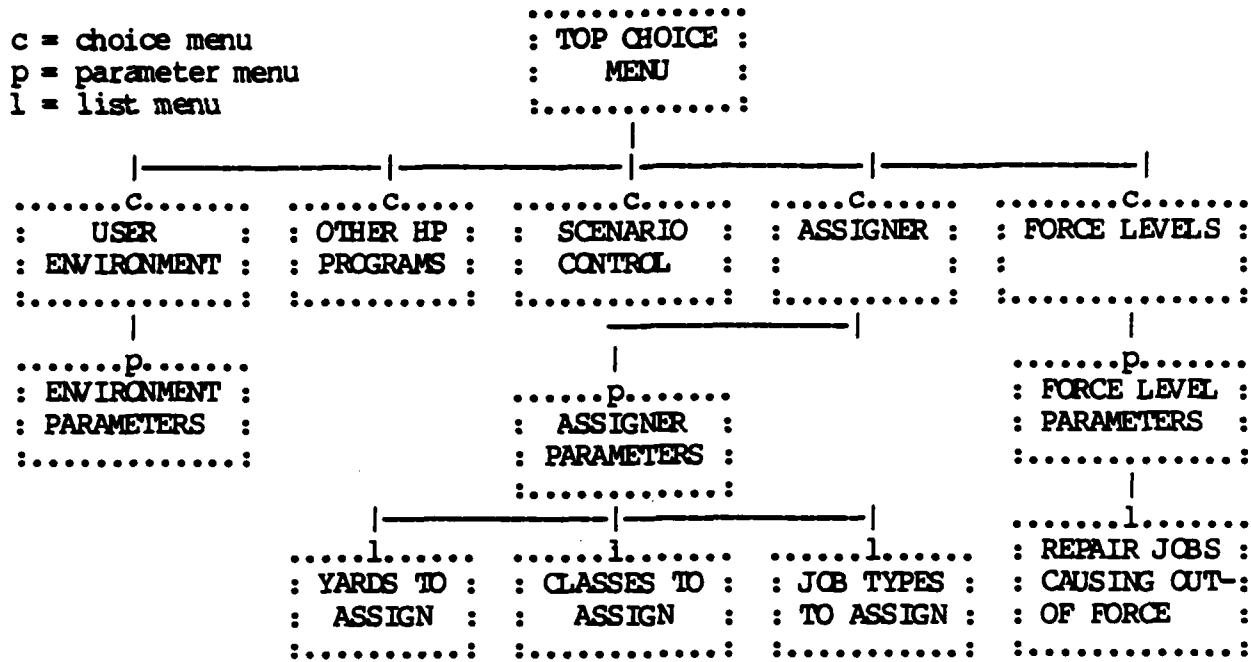 c = choice menu
p = parameter menu
l = list menu
TOP CHOICE
MENU
c
USER
ENVIRONMENT
c
OTHER HP
PROGRAMS
c
SCENARIO
CONTROL
c
ASSIGNER
c
FORCE LEVELS
p
ENVIRONMENT
PARAMETERS
p
ASSIGNER
PARAMETERS
p
FORCE LEVEL
PARAMETERS
l
YARDS TO
ASSIGN
l
CLASSES TO
ASSIGN
l
JOB TYPES
TO ASSIGN
l
REPAIR JOBS
CAUSING OUT-
OF FORCE